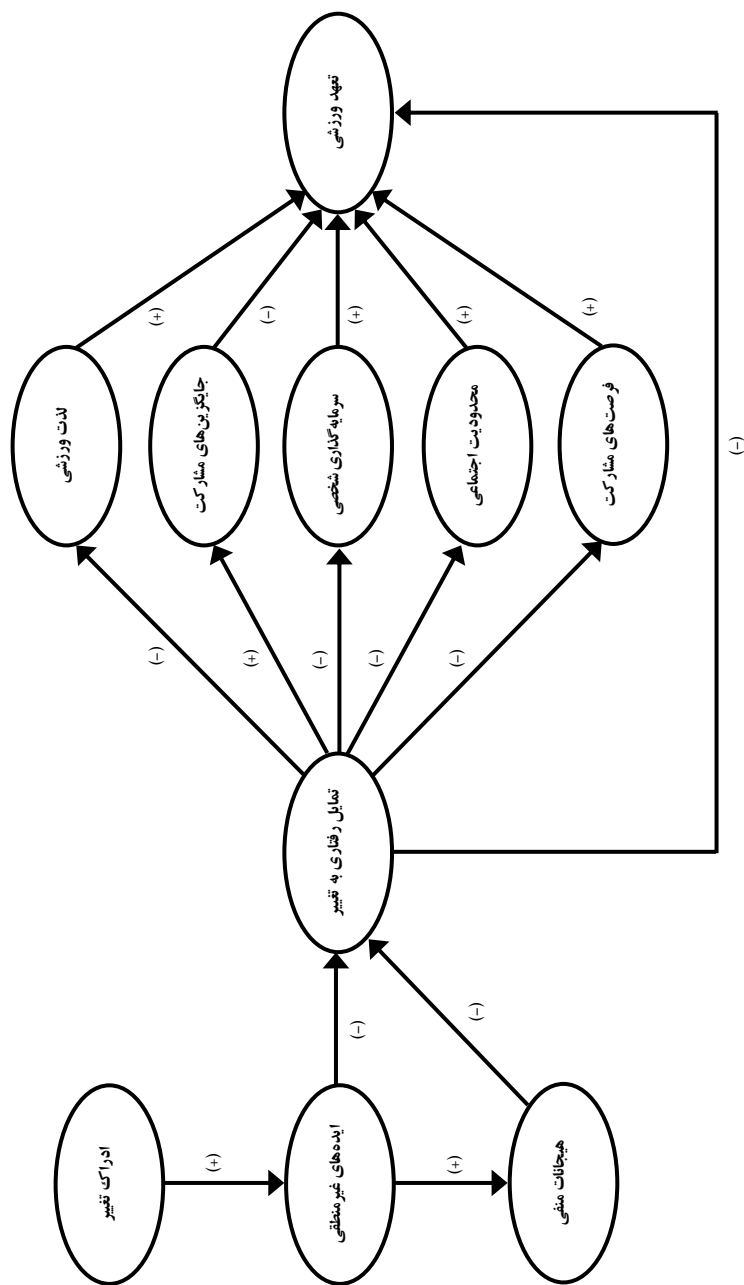 تعهد ورزشی
(+)
(-)
(+)
(+)
(+)
لذت ورزشی
جایگزین‌های مشارکت
سرمایه‌گذاری شخصی
محدودیت اجتماعی
فرصت‌های مشارکت
(-)
(-)
(+)
(-)
(-)
(-)
تمایل رفتاری به تغییر
(-)
(-)
ادراک تغییر
(+)
ایده‌های غیرمنطقی
(+)
هیجانات منفی